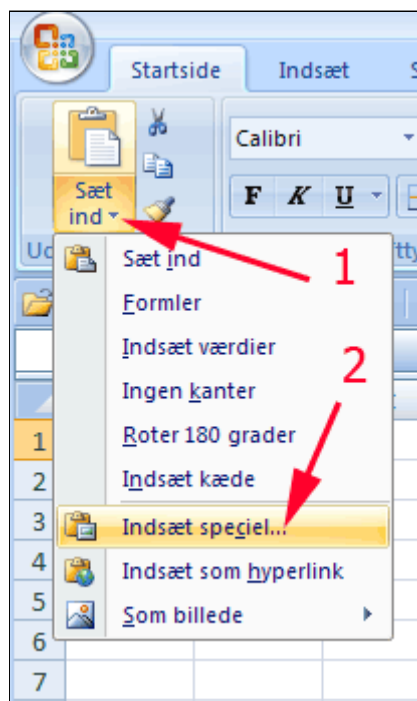 Startside Indsæt S
Calibri
Sæt
ind
F K U
Ud
1
Sæt ind
Formler
Indsæt værdier
2
Ingen kanter
Roter 180 grader
Indsæt kæde
Indsæt speciel...
Indsæt som hyperlink
Som billede
1
2
3
4
5
6
7